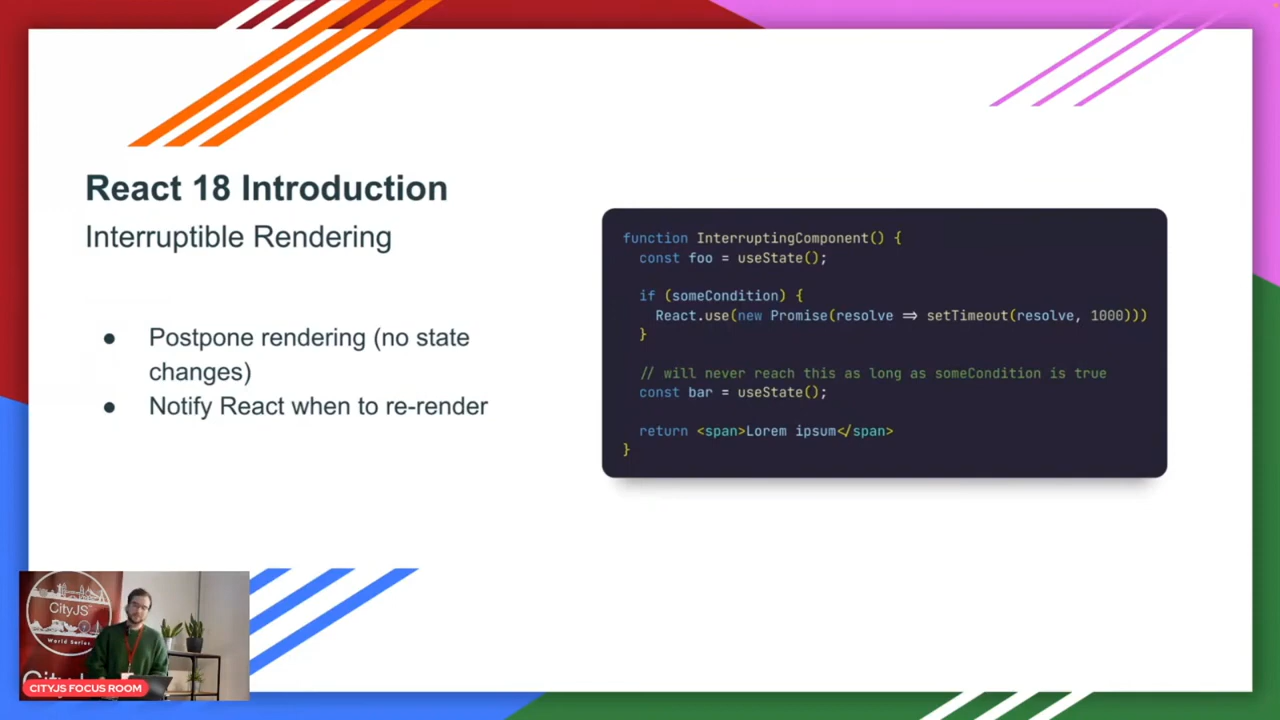 React 18 Introduction
Interruptible Rendering
● Postpone rendering (no state
changes)
● Notify React when to re-render
function InterruptingComponent() {
const foo = useState();
if (someCondition) {
React.use(new Promise(resolve => setTimeout(resolve, 1000)))
}
// will never reach this as long as someCondition is true
const bar = useState();
return <span>Lorem ipsum</span>
}
CityJS
World Series
CITYJS FOCUS ROOM